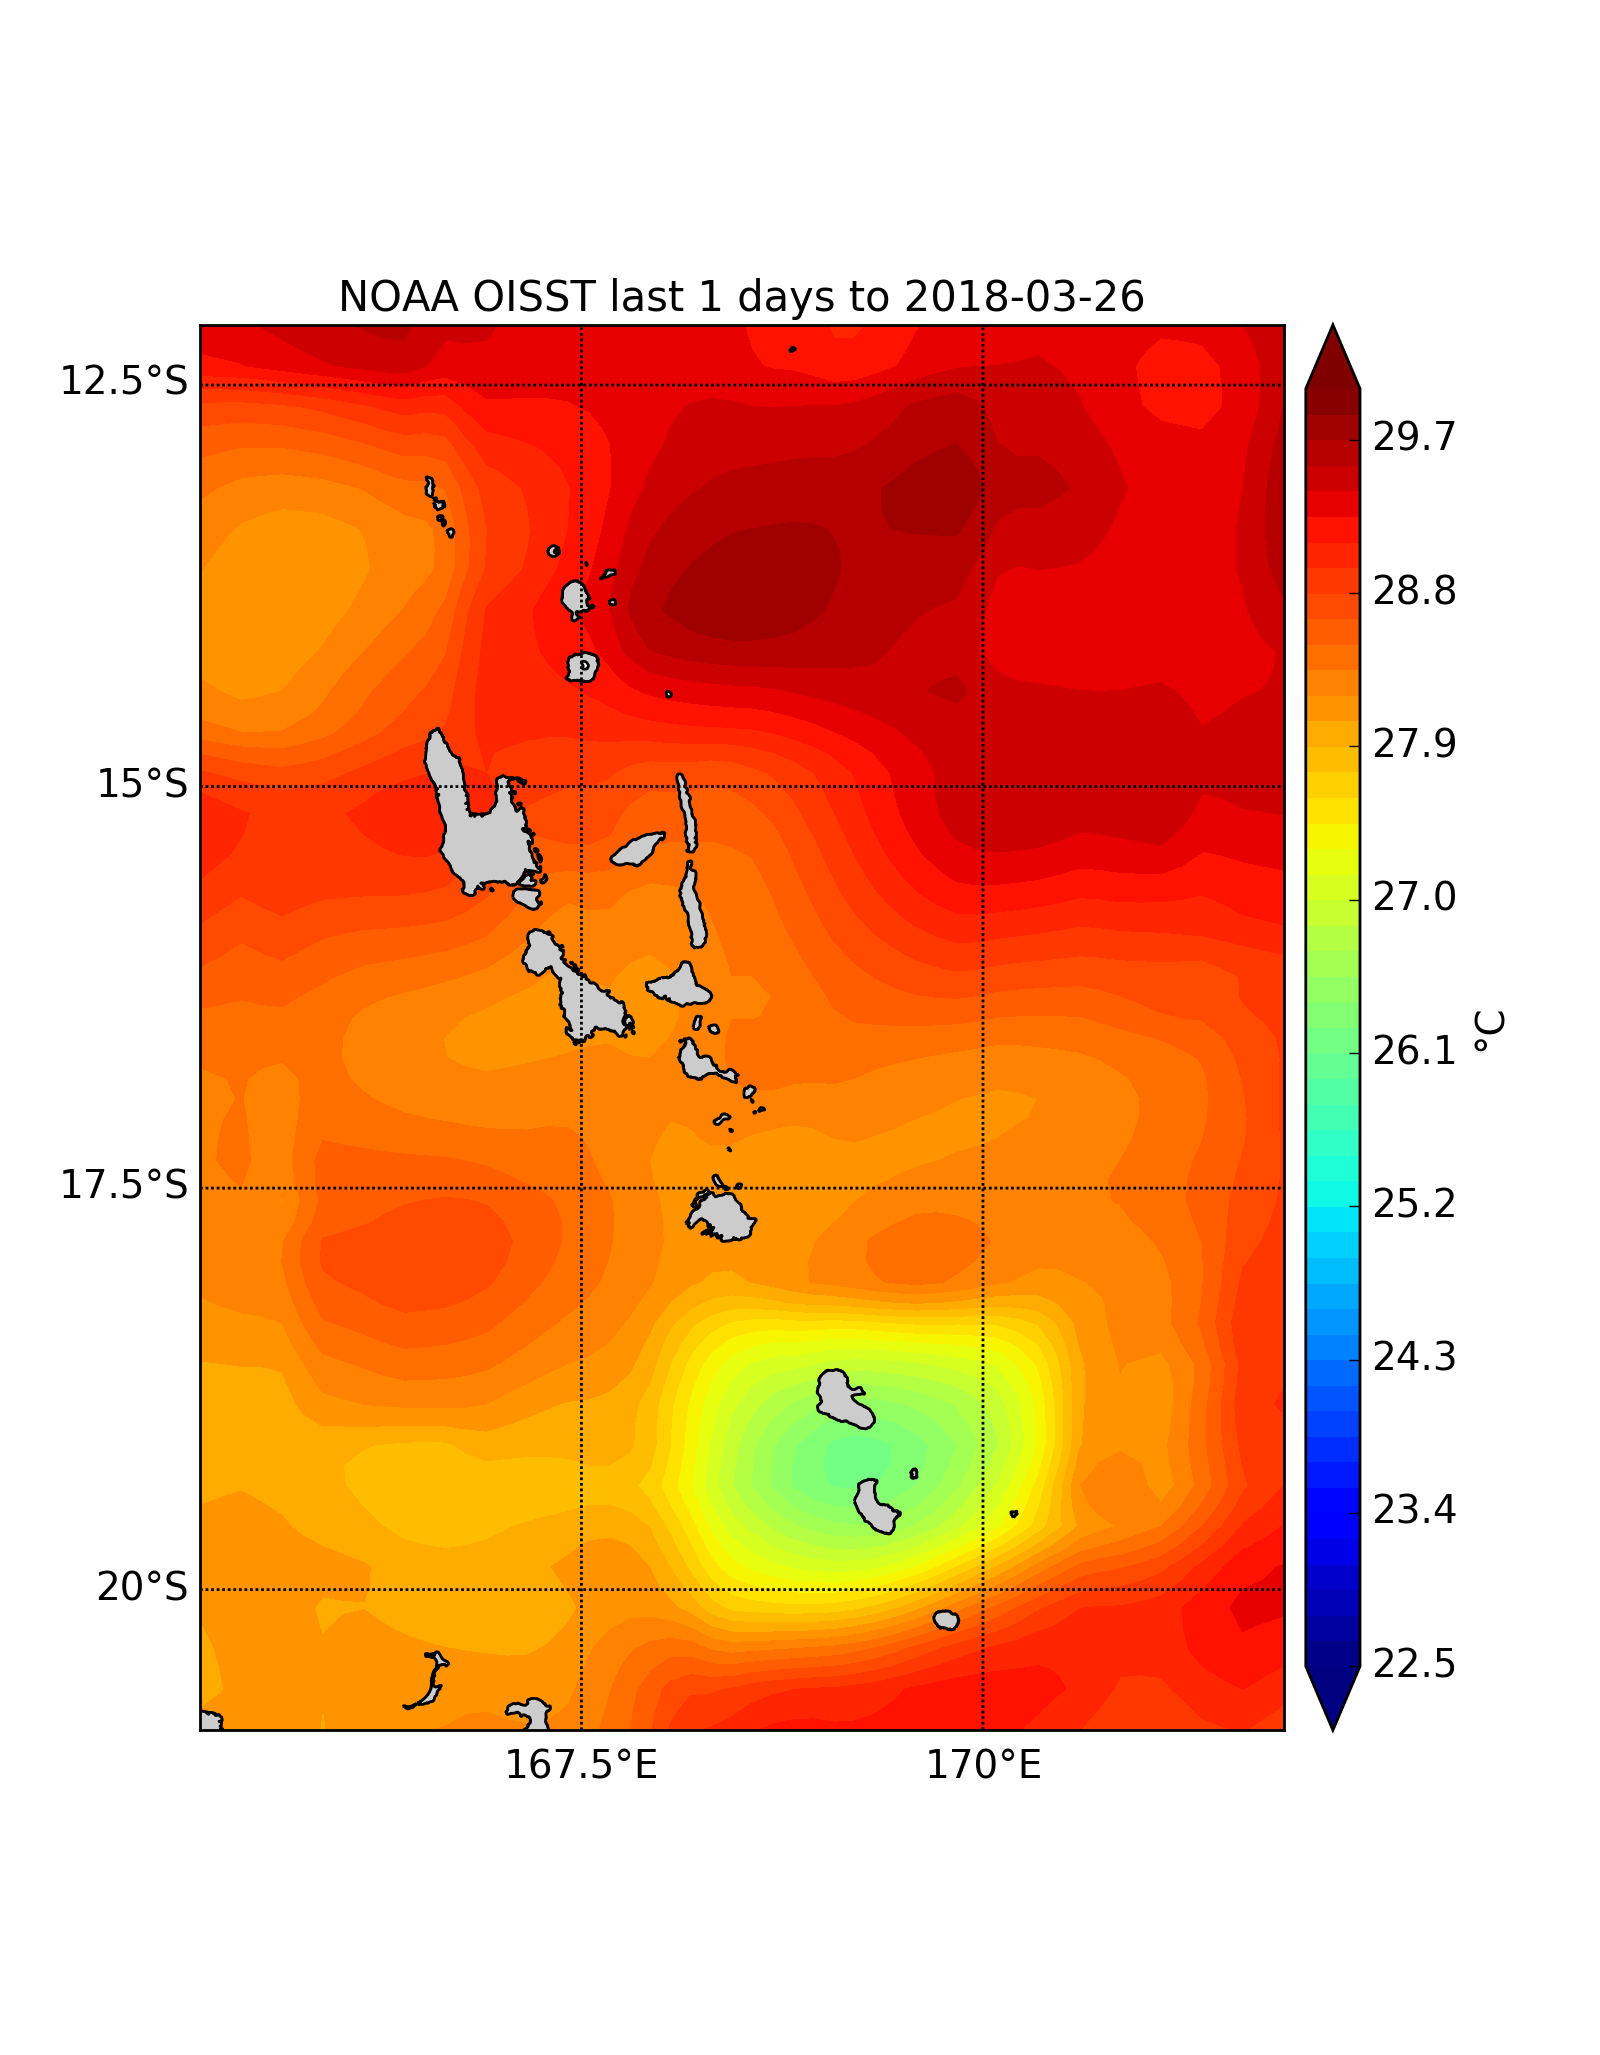 NOAA OISST last 1 days to 2018-03-26
12.5°S
15°S
17.5°S
20°S
167.5°E
170°E
29.7
28.8
27.9
27.0
26.1
25.2
24.3
23.4
22.5
°C